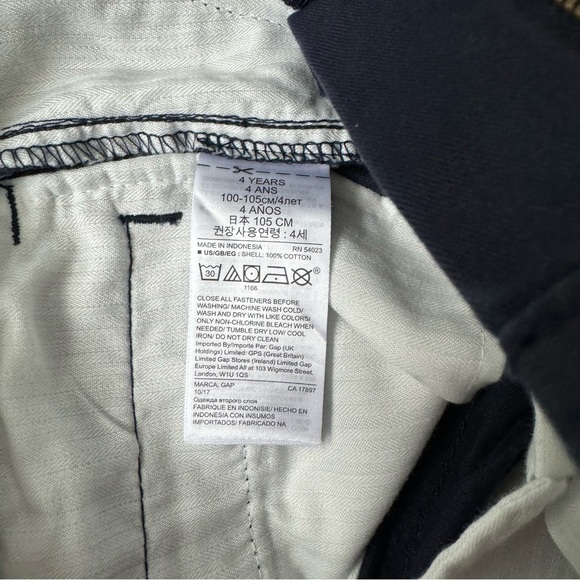 4 YEARS
4 ANS
100-105см/4лет
4 AÑOS
日本 105 CM
권장사용연령 : 4세
MADE IN INDONESIA RN 54023
■ US/GB/EG : SHELL: 100% COTTON
30
1166
CLOSE ALL FASTENERS BEFORE
WASHING/ MACHINE WASH COLD/
WASH AND DRY WITH LIKE COLORS/
ONLY NON-CHLORINE BLEACH WHEN
NEEDED/ TUMBLE DRY LOW/ COOL
IRON/ DO NOT DRY CLEAN
Imported By/Importe Par: Gap (UK
Holdings) Limited: GPS (Great Britain)
Limited Gap Stores (Ireland) Limited Gap
Europe Limited All at 103 Wigmore Street
London, W1U 1QS
MARCA, GAP CA 17897
10/17
Одежда второго слоя
FABRIQUE EN INDONISIE/ HECHO EN
INDONESIA CON INSUMOS
IMPORTADOS/ FABRICADO NA